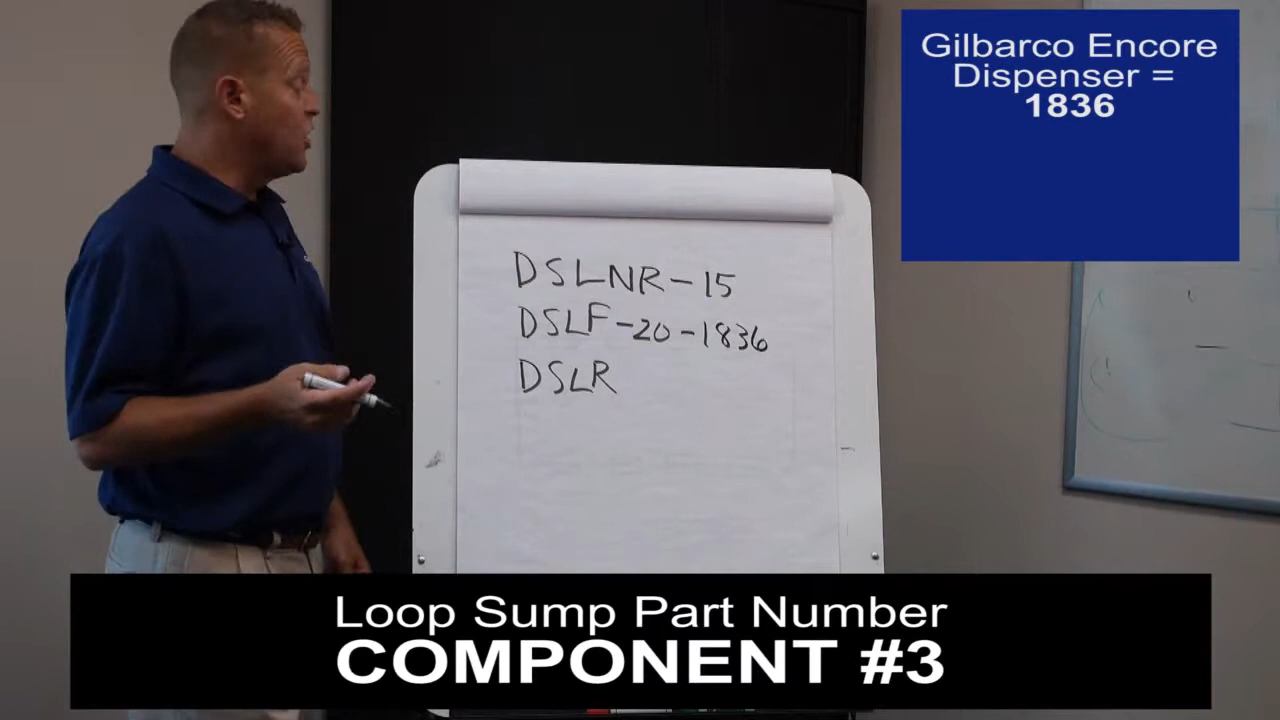 Gilbarco Encore
Dispenser =
1836
DSLNR-15
DSLF-20-1836
DSLR
Loop Sump Part Number
COMPONENT #3